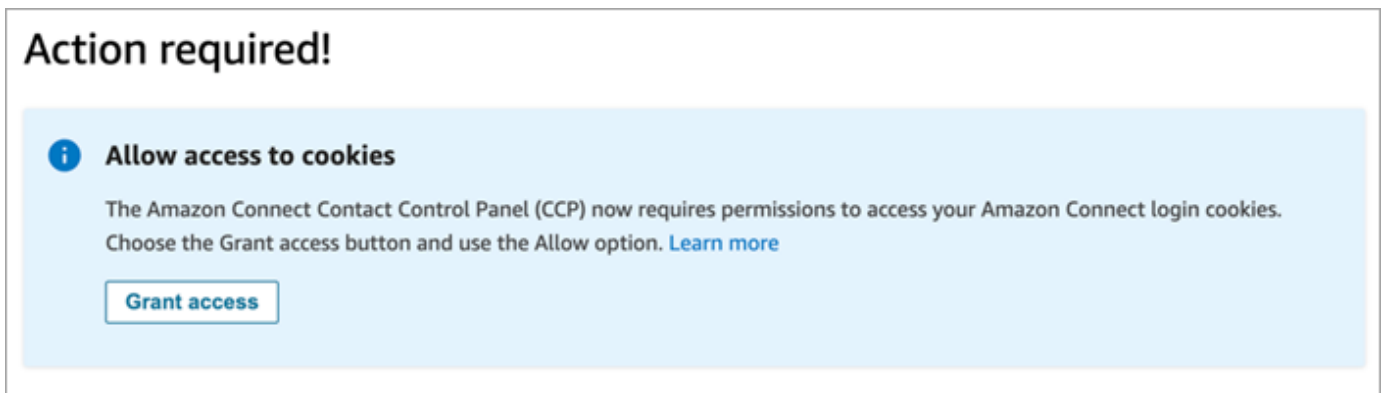 Action required!
Allow access to cookies
The Amazon Connect Contact Control Panel (CCP) now requires permissions to access your Amazon Connect login cookies.
Choose the Grant access button and use the Allow option. Learn more
Grant access